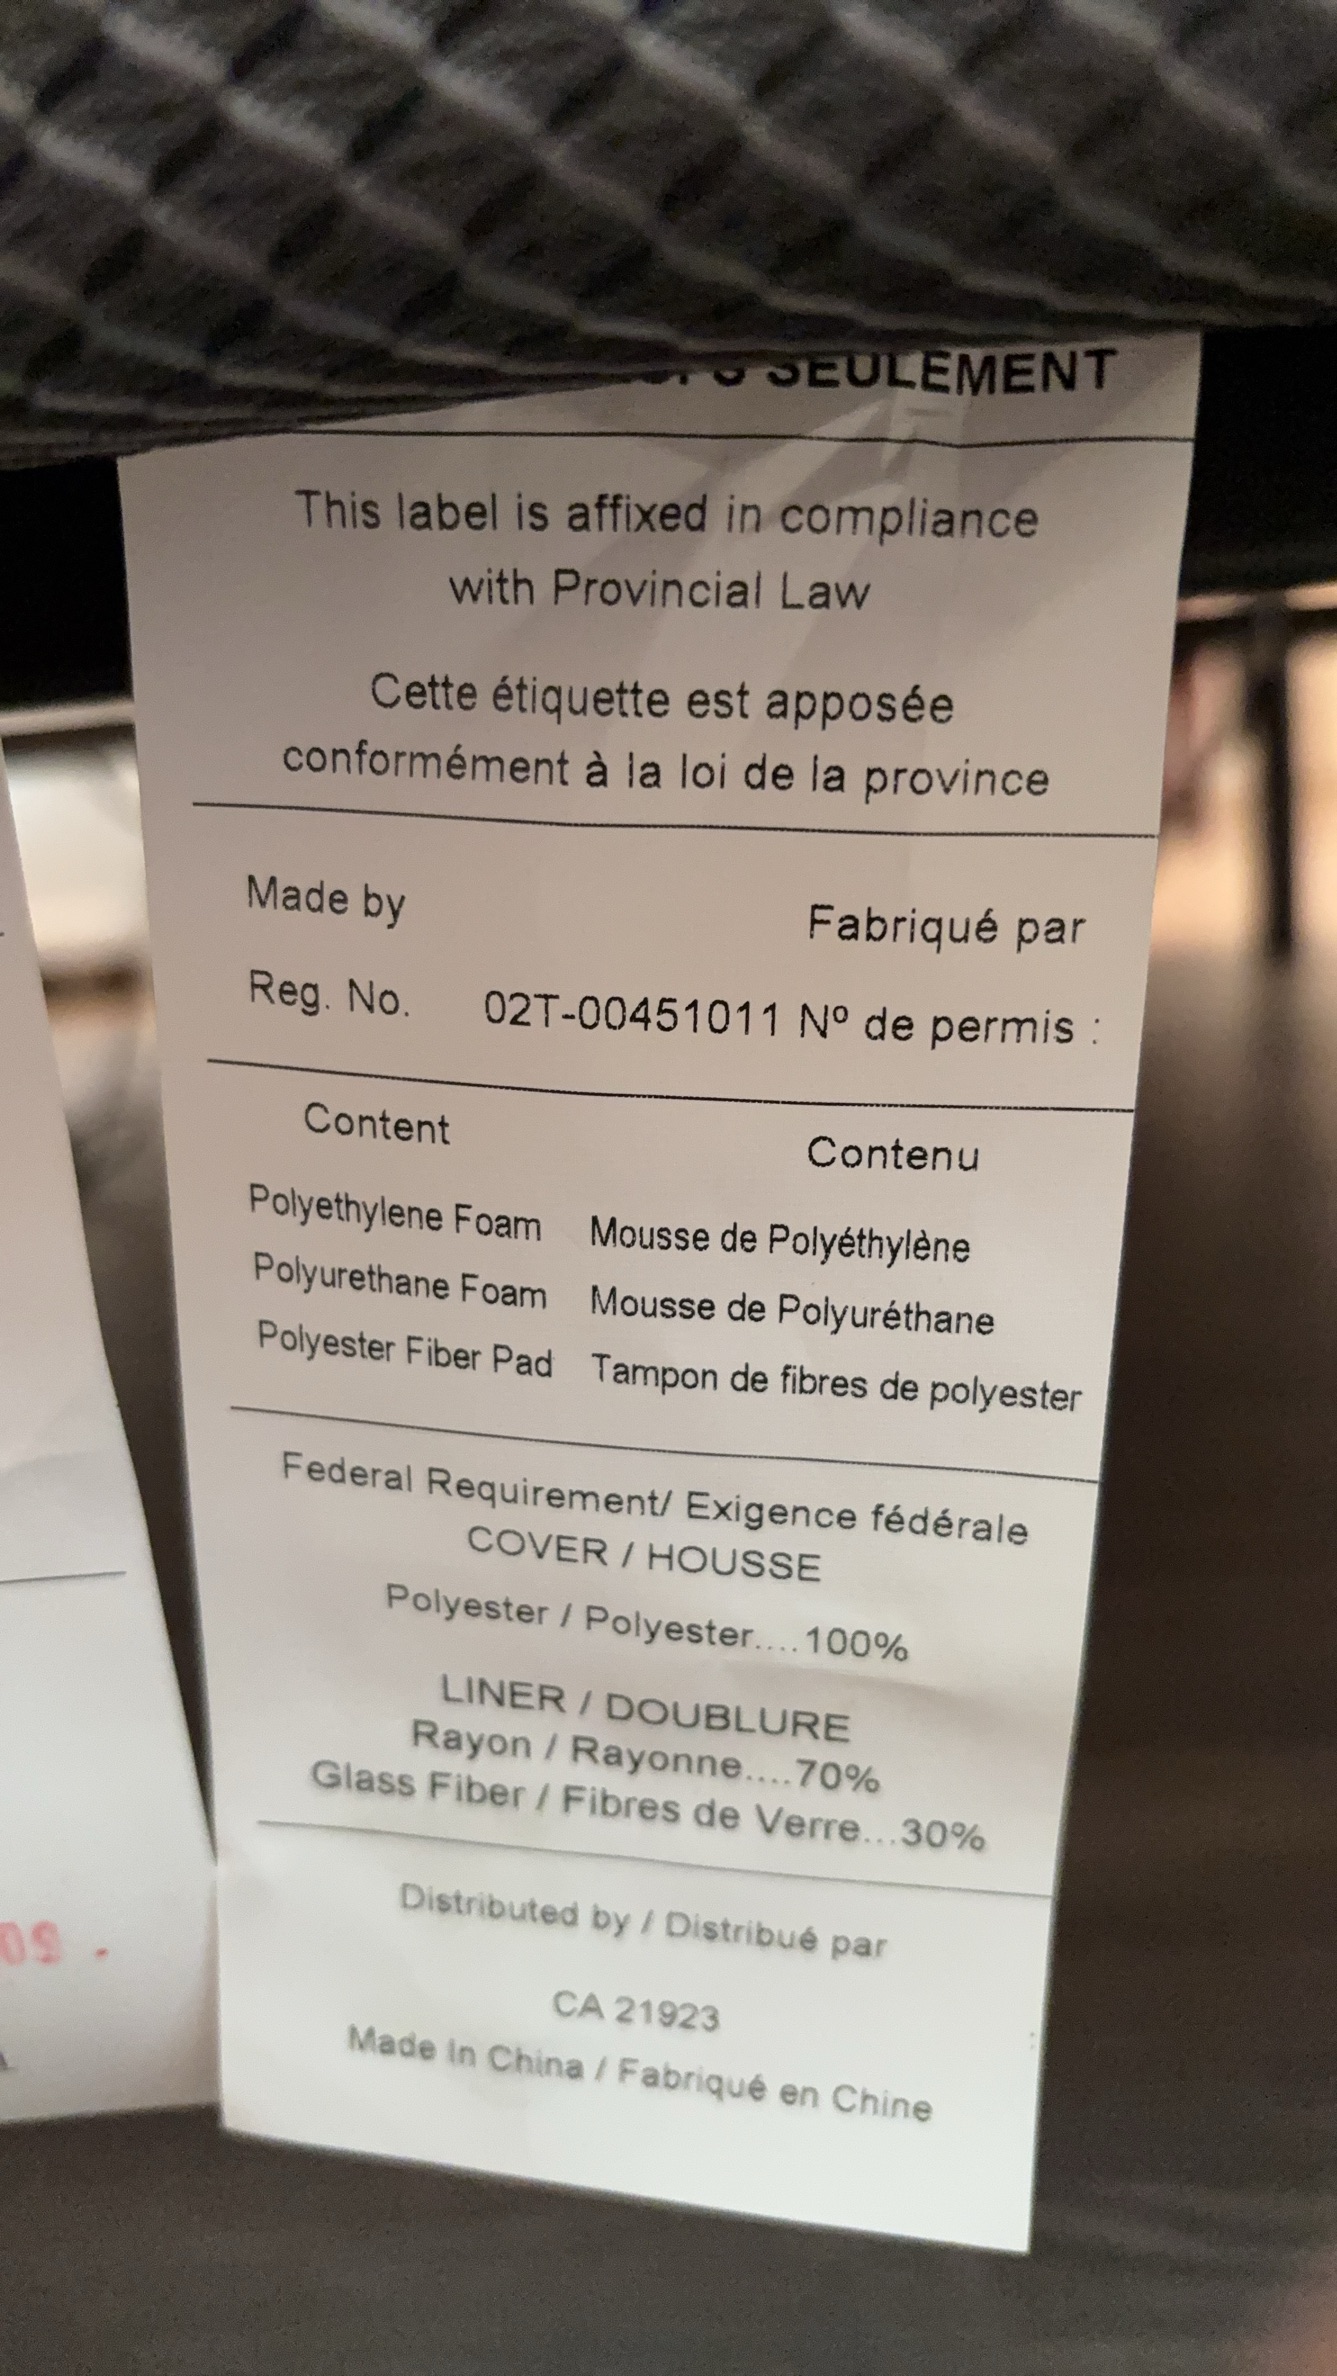 SEULEMENT
This label is affixed in compliance
with Provincial Law
Cette étiquette est apposée
conformément à la loi de la province
Made by Fabriqué par
Reg. No. 02T-00451011 Nº de permis :
Content Contenu
Polyethylene Foam Mousse de Polyéthylène
Polyurethane Foam Mousse de Polyuréthane
Polyester Fiber Pad Tampon de fibres de polyester
Federal Requirement/ Exigence fédérale
COVER / HOUSSE
Polyester / Polyester....100%
LINER / DOUBLURE
Rayon / Rayonne....70%
Glass Fiber / Fibres de Verre...30%
Distributed by / Distribué par
CA 21923
Made In China / Fabriqué en Chine